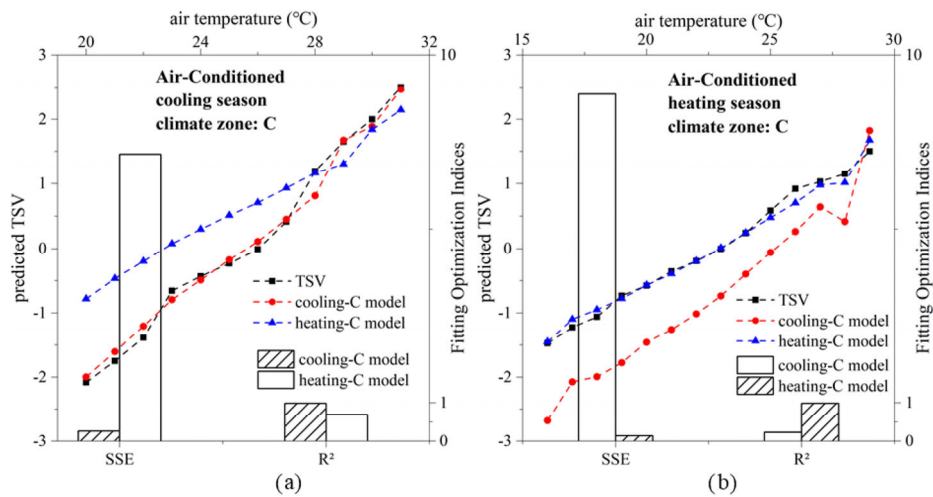 air temperature (℃)
20 24 28 32
3 10
Air-Conditioned
cooling season
climate zone: C
2
1
0
-1
-2
-3
predicted TSV
Fitting Optimization Indices
TSV
cooling-C model
heating-C model
cooling-C model
heating-C model
1
0
SSE R²
(a)
air temperature (℃)
15 20 25 30
3 10
Air-Conditioned
heating season
climate zone: C
2
1
0
-1
-2
-3
predicted TSV
Fitting Optimization Indices
TSV
cooling-C model
heating-C model
cooling-C model
heating-C model
1
0
SSE R²
(b)